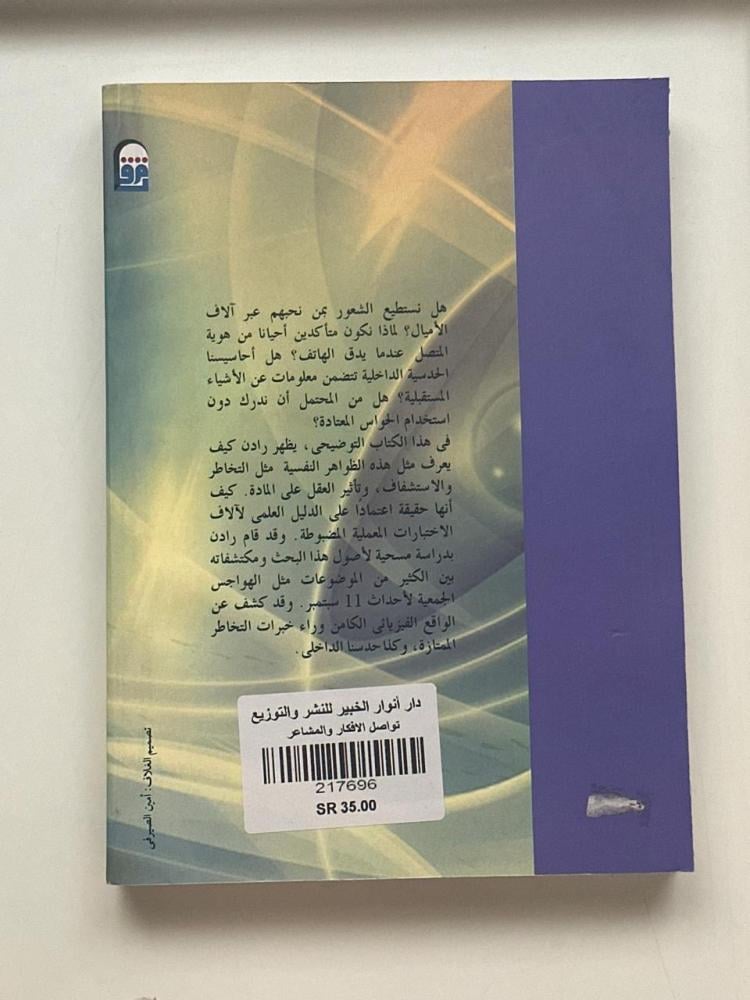 هل نستطيع الشعور بمن نحبهم عبر آلاف
الأميال؟ لماذا نكون متأكدين أحيانا من هوية
المتصل عندما يدق الهاتف؟ هل أحاسيسنا
الحدسية الداخلية تتضمن معلومات عن الأشياء
المستقبلية؟ هل من المحتمل أن ندرك دون
استخدام الحواس المعتادة؟
فى هذا الكتاب التوضيحى، يظهر رادن كيف
يعرف مثل هذه الظواهر النفسية مثل التخاطر
والاستشفاف، وتأثير العقل على المادة. كيف
أنها حقيقة اعتمادًا على الدليل العلمى لآلاف
الاختبارات المعملية المضبوطة. وقد قام رادن
بدراسة مسحية لأصول هذا البحث ومكتشفاته
بين الكثير من الموضوعات مثل الهواجس
الجمعية لأحداث 11 سبتمبر. وقد كشف عن
الواقع الفيزيائى الكامن وراء خبرات التخاطر
الممتازة، وكذا حدسنا الداخلى.
دار أنوار الخبير للنشر والتوزيع
تواصل الافكار والمشاعر
217696
SR 35.00
تصميم الغلاف: أمين الصيرفى